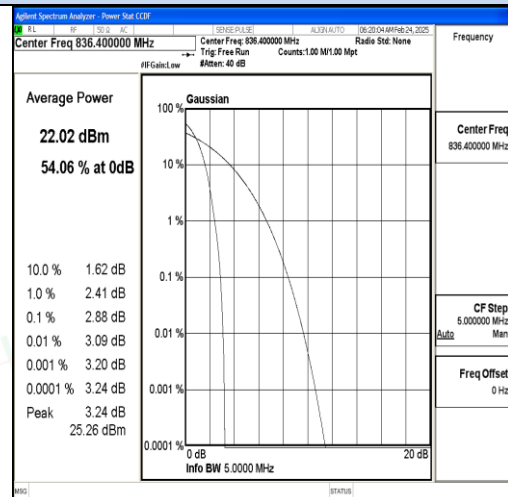 Agilent Spectrum Analyzer - Power Stat CCDF
RL RF 50 Ω AC SENSE:PULSE ALIGN AUTO 06:20:04 AM Feb 24, 2025
Center Freq 836.400000 MHz
Center Freq: 836.400000 MHz Radio Std: None
Trig: Free Run Counts:1.00 M/1.00 Mpt
#IFGain:Low #Atten: 40 dB
Frequency
Average Power
22.02 dBm
54.06 % at 0dB
10.0 % 1.62 dB
1.0 % 2.41 dB
0.1 % 2.88 dB
0.01 % 3.09 dB
0.001 % 3.20 dB
0.0001 % 3.24 dB
Peak 3.24 dB
25.26 dBm
Gaussian
100 %
10 %
1 %
0.1 %
0.01 %
0.001 %
0.0001 %
0 dB 20 dB
Info BW 5.0000 MHz
Center Freq
836.400000 MHz
CF Step
5.000000 MHz
Auto Man
Freq Offset
0 Hz
MSG STATUS